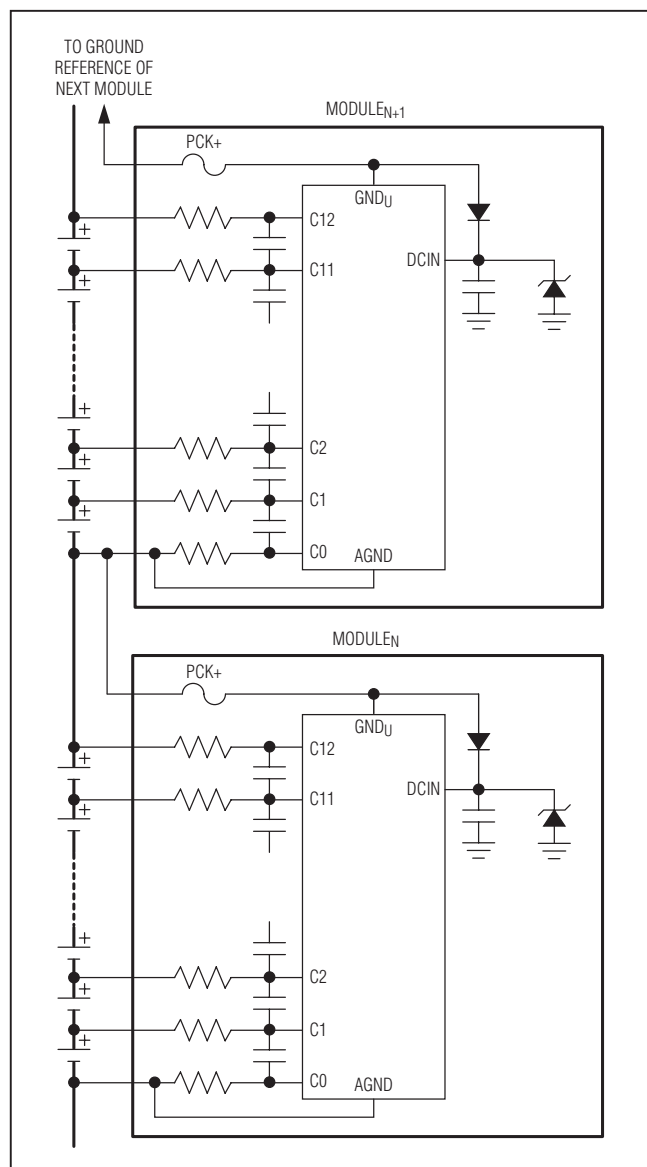 TO GROUND
REFERENCE OF
NEXT MODULE
MODULEN+1
PCK+
GNDU
+
C12
DCIN
C11
+
+
C2
+
C1
+
C0
AGND
MODULEN
PCK+
GNDU
C12
+
DCIN
C11
+
+
C2
+
C1
+
C0
AGND